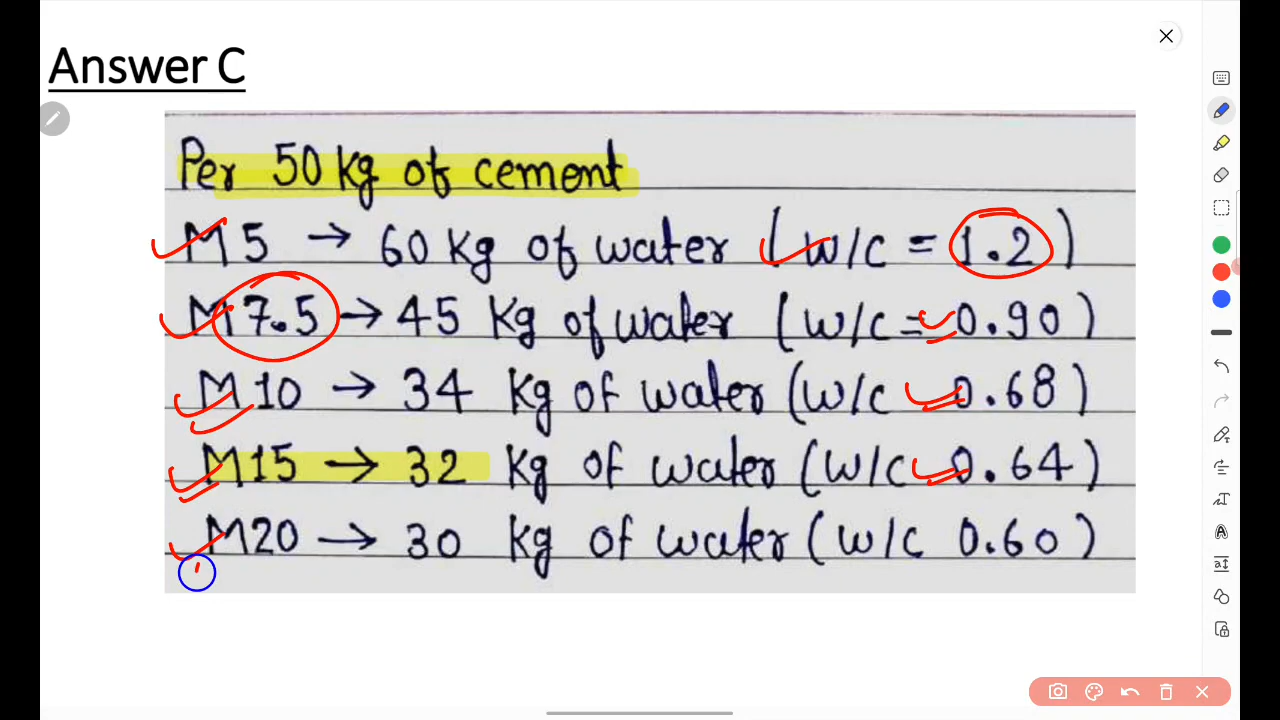 Answer C
Per 50 kg of cement
M5 → 60 kg of water (w/c = 1.2)
M7.5 → 45 kg of water (w/c = 0.90)
M10 → 34 kg of water (w/c 0.68)
M15 → 32 kg of water (w/c 0.64)
M20 → 30 kg of water (w/c 0.60)